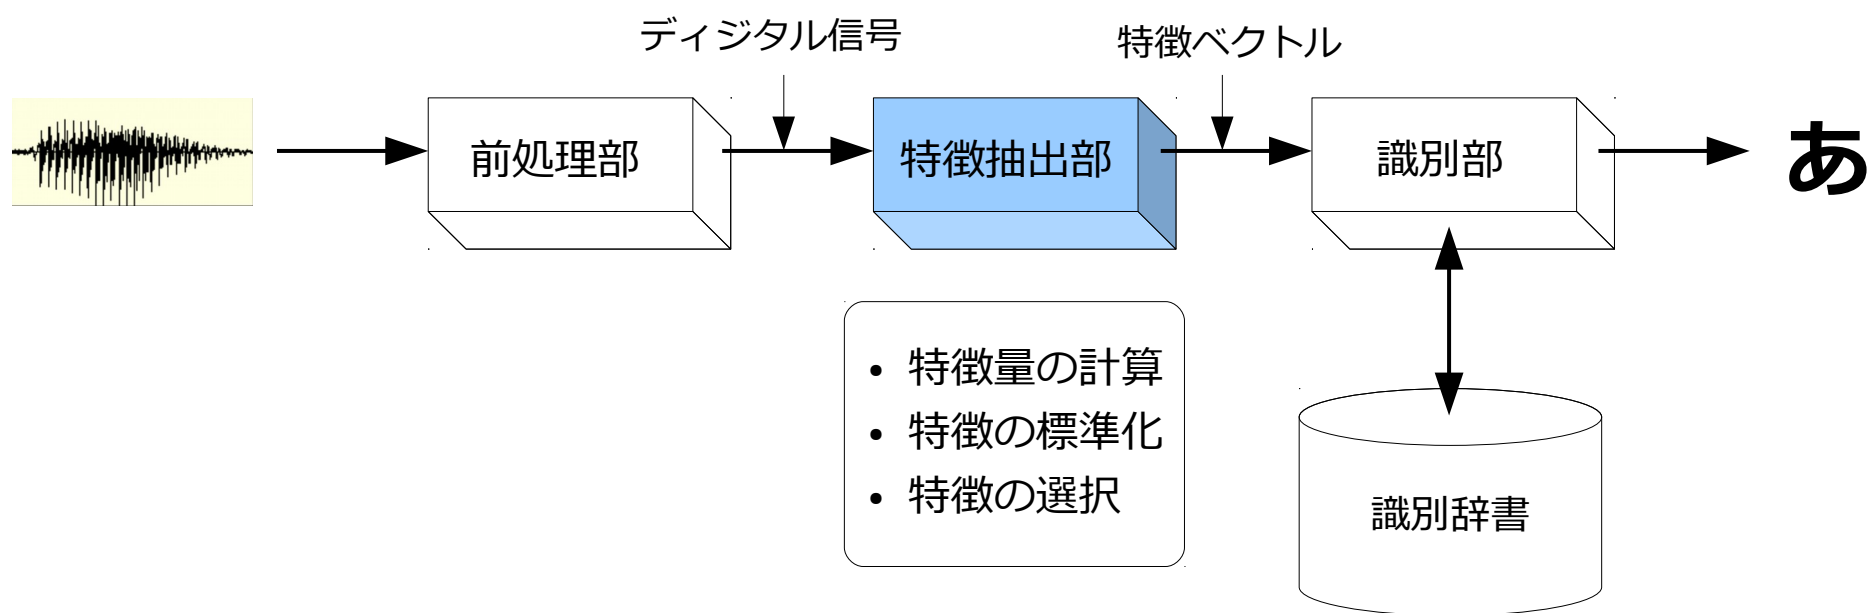 ディジタル信号
特徴ベクトル
前処理部
特徴抽出部
識別部
あ
• 特徴量の計算
• 特徴の標準化
• 特徴の選択
識別辞書